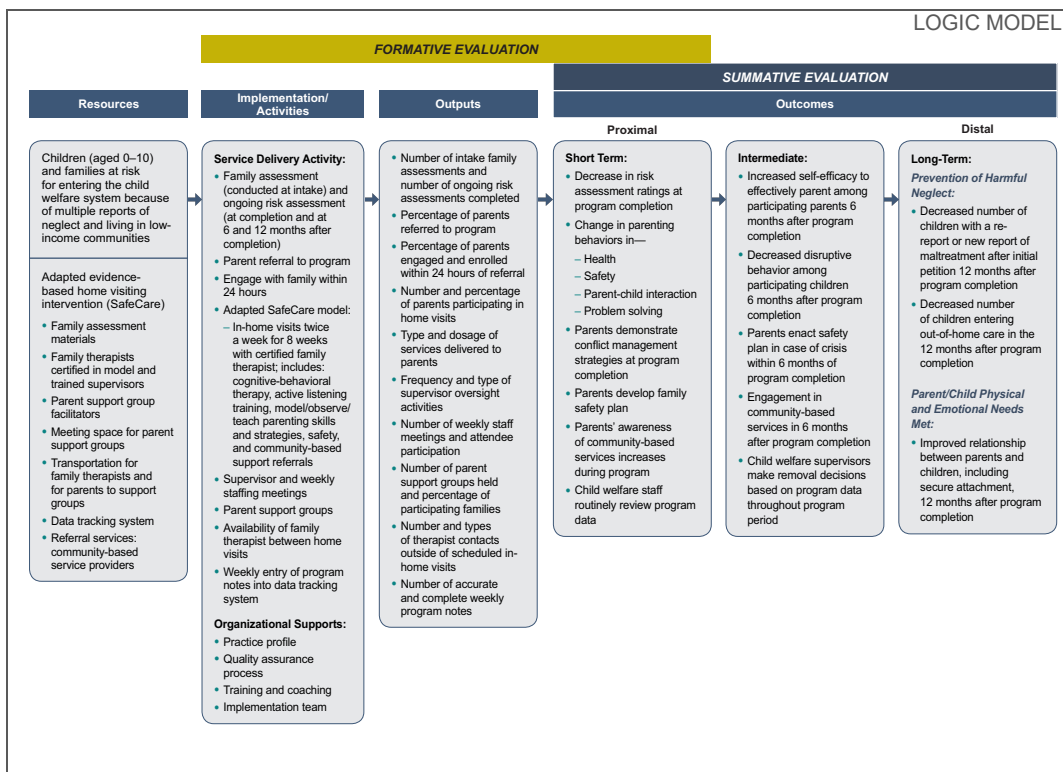 LOGIC MODEL
FORMATIVE EVALUATION
SUMMATIVE EVALUATION
Resources
Implementation/
Activities
Outputs
Outcomes
Proximal
Distal
Children (aged 0–10)
and families at risk
for entering the child
welfare system because
of multiple reports of
neglect and living in low-
income communities
Adapted evidence-
based home visiting
intervention (SafeCare)
• Family assessment
materials
• Family therapists
certified in model and
trained supervisors
• Parent support group
facilitators
• Meeting space for parent
support groups
• Transportation for
family therapists and
for parents to support
groups
• Data tracking system
• Referral services:
community-based
service providers
Service Delivery Activity:
• Family assessment
(conducted at intake) and
ongoing risk assessment
(at completion and at
6 and 12 months after
completion)
• Parent referral to program
• Engage with family within
24 hours
• Adapted SafeCare model:
– In-home visits twice
a week for 8 weeks
with certified family
therapist; includes:
cognitive-behavioral
therapy, active listening
training, model/observe/
teach parenting skills
and strategies, safety,
and community-based
support referrals
• Supervisor and weekly
staffing meetings
• Parent support groups
• Availability of family
therapist between home
visits
• Weekly entry of program
notes into data tracking
system
Organizational Supports:
• Practice profile
• Quality assurance
process
• Training and coaching
• Implementation team
• Number of intake family
assessments and
number of ongoing risk
assessments completed
• Percentage of parents
referred to program
• Percentage of parents
engaged and enrolled
within 24 hours of referral
• Number and percentage
of parents participating in
home visits
• Type and dosage of
services delivered to
parents
• Frequency and type of
supervisor oversight
activities
• Number of weekly staff
meetings and attendee
participation
• Number of parent
support groups held
and percentage of
participating families
• Number and types
of therapist contacts
outside of scheduled in-
home visits
• Number of accurate
and complete weekly
program notes
Short Term:
• Decrease in risk
assessment ratings at
program completion
• Change in parenting
behaviors in—
– Health
– Safety
– Parent-child interaction
– Problem solving
• Parents demonstrate
conflict management
strategies at program
completion
• Parents develop family
safety plan
• Parents’ awareness
of community-based
services increases
during program
• Child welfare staff
routinely review program
data
Intermediate:
• Increased self-efficacy to
effectively parent among
participating parents 6
months after program
completion
• Decreased disruptive
behavior among
participating children
6 months after program
completion
• Parents enact safety
plan in case of crisis
within 6 months of
program completion
• Engagement in
community-based
services in 6 months
after program completion
• Child welfare supervisors
make removal decisions
based on program data
throughout program
period
Long-Term:
Prevention of Harmful
Neglect:
• Decreased number of
children with a re-
report or new report of
maltreatment after initial
petition 12 months after
program completion
• Decreased number
of children entering
out-of-home care in the
12 months after program
completion
Parent/Child Physical
and Emotional Needs
Met:
• Improved relationship
between parents and
children, including
secure attachment,
12 months after program
completion